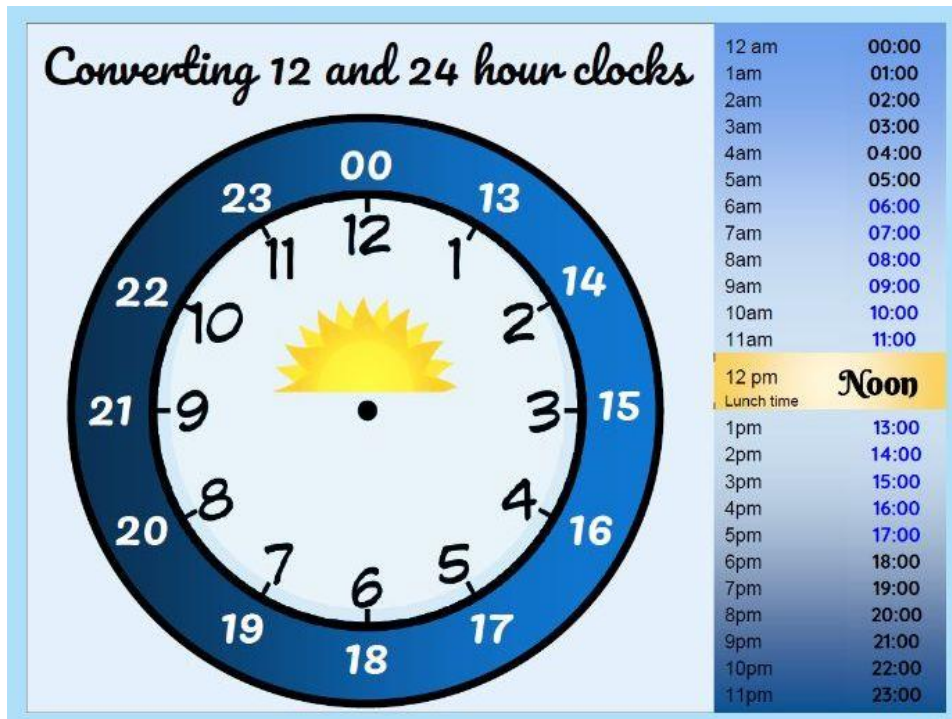 Converting 12 and 24 hour clocks
00
23
13
12
11
1
22
14
10
2
21
9
3
15
8
4
20
16
7
5
6
19
17
18
12 am 00:00
1am 01:00
2am 02:00
3am 03:00
4am 04:00
5am 05:00
6am 06:00
7am 07:00
8am 08:00
9am 09:00
10am 10:00
11am 11:00
12 pm Noon
Lunch time
1pm 13:00
2pm 14:00
3pm 15:00
4pm 16:00
5pm 17:00
6pm 18:00
7pm 19:00
8pm 20:00
9pm 21:00
10pm 22:00
11pm 23:00